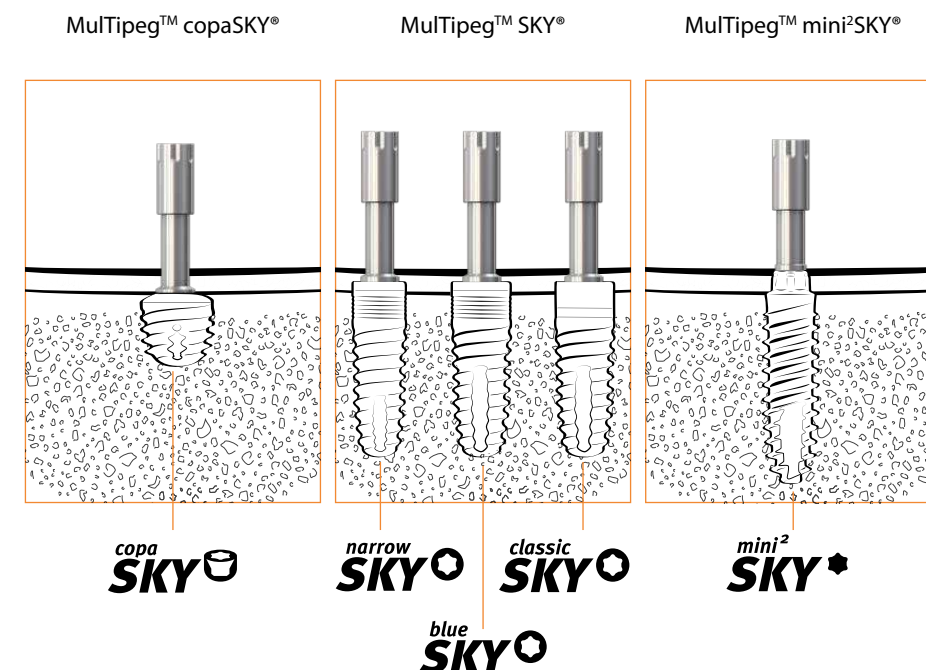 MulTipeg™ copaSKY®
MulTipeg™ SKY®
MulTipeg™ mini²SKY®
copa
SKY
narrow
SKY
classic
SKY
mini²
SKY
blue
SKY